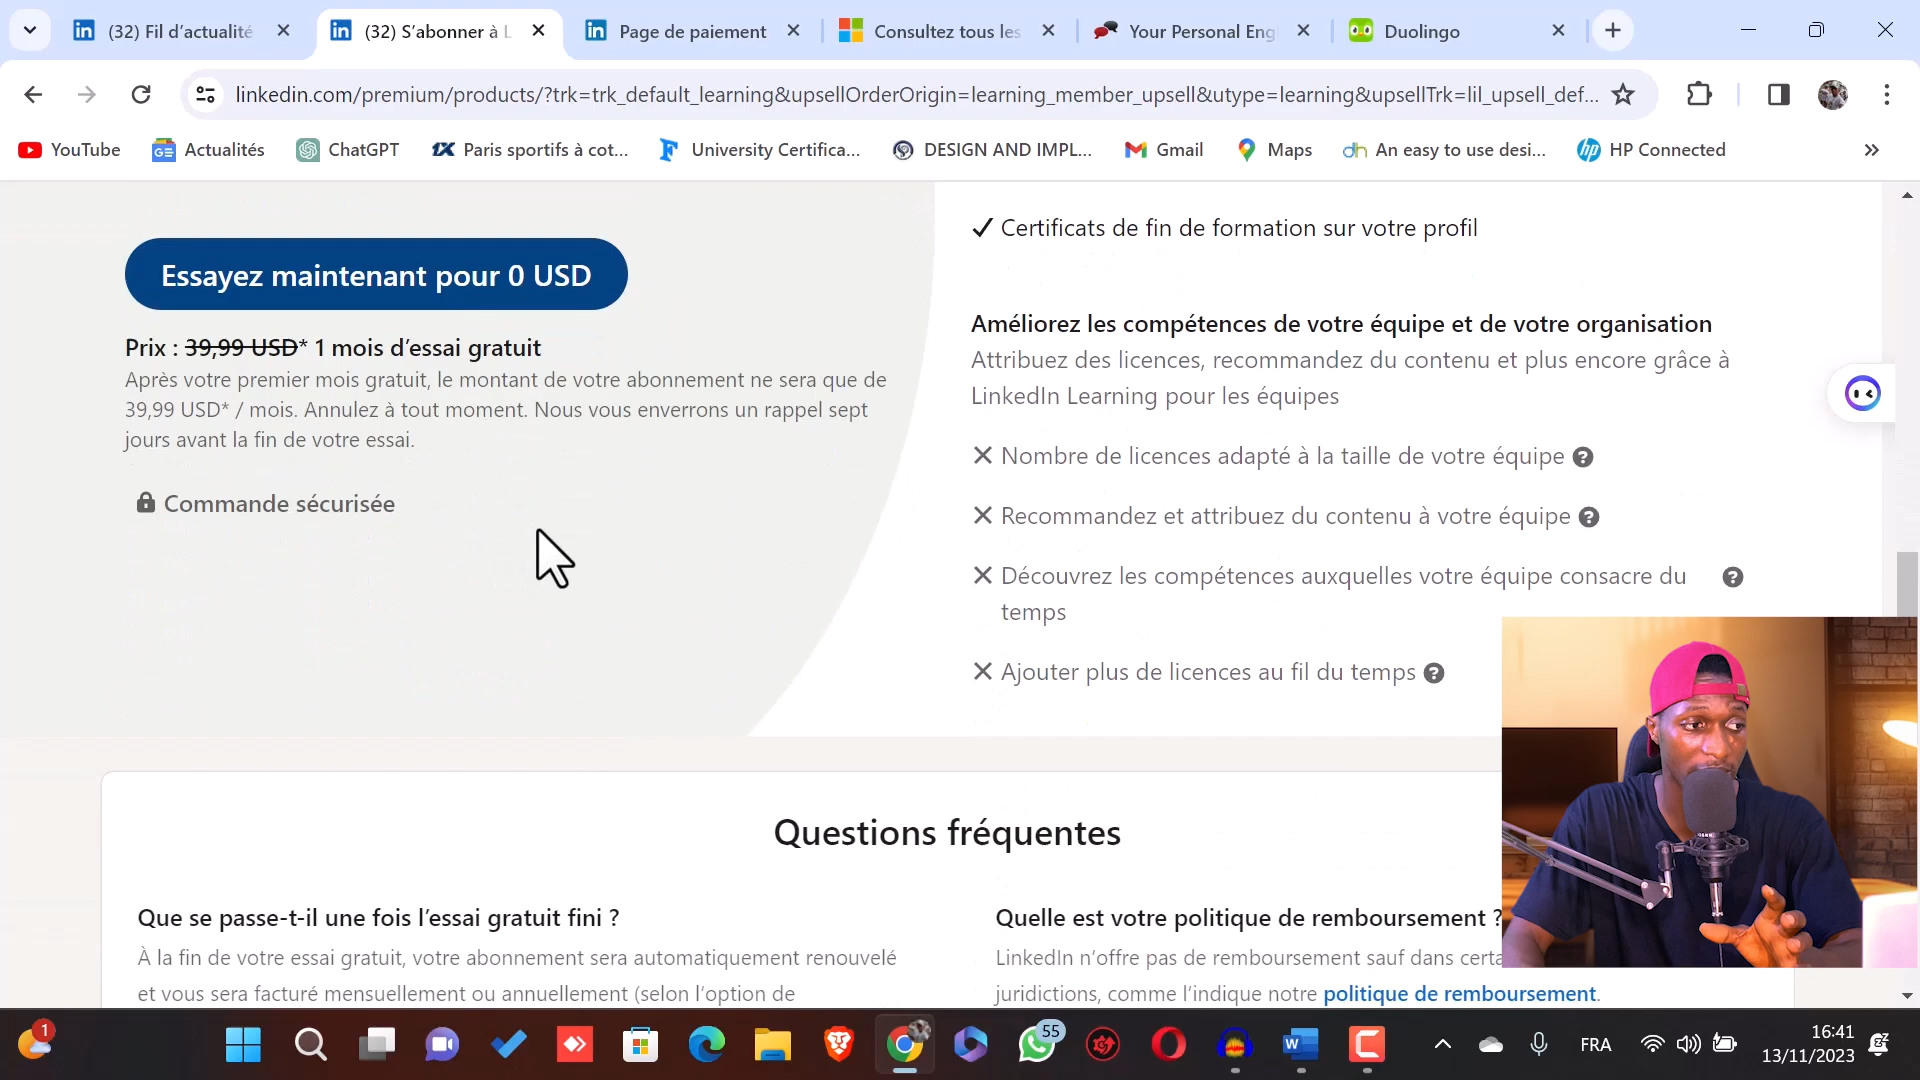 (32) Fil d'actualité
(32) S'abonner à L
Page de paiement
Consultez tous les
Your Personal Eng
Duolingo
linkedin.com/premium/products/?trk=trk_default_learning&upsellOrderOrigin=learning_member_upsell&utype=learning&upsellTrk=lil_upsell_def...
YouTube
Actualités
ChatGPT
Paris sportifs à cot...
University Certifica...
DESIGN AND IMPL...
Gmail
Maps
An easy to use desi...
HP Connected
Essayez maintenant pour 0 USD
Prix : 39,99 USD* 1 mois d'essai gratuit
Après votre premier mois gratuit, le montant de votre abonnement ne sera que de
39,99 USD* / mois. Annulez à tout moment. Nous vous enverrons un rappel sept
jours avant la fin de votre essai.
Commande sécurisée
Certificats de fin de formation sur votre profil
Améliorez les compétences de votre équipe et de votre organisation
Attribuez des licences, recommandez du contenu et plus encore grâce à
LinkedIn Learning pour les équipes
Nombre de licences adapté à la taille de votre équipe
Recommandez et attribuez du contenu à votre équipe
Découvrez les compétences auxquelles votre équipe consacre du
temps
Ajouter plus de licences au fil du temps
Questions fréquentes
Que se passe-t-il une fois l'essai gratuit fini ?
À la fin de votre essai gratuit, votre abonnement sera automatiquement renouvelé
et vous sera facturé mensuellement ou annuellement (selon l'option de
Quelle est votre politique de remboursement ?
LinkedIn n'offre pas de remboursement sauf dans certa
juridictions, comme l'indique notre politique de remboursement.
1
55
FRA
16:41
13/11/2023